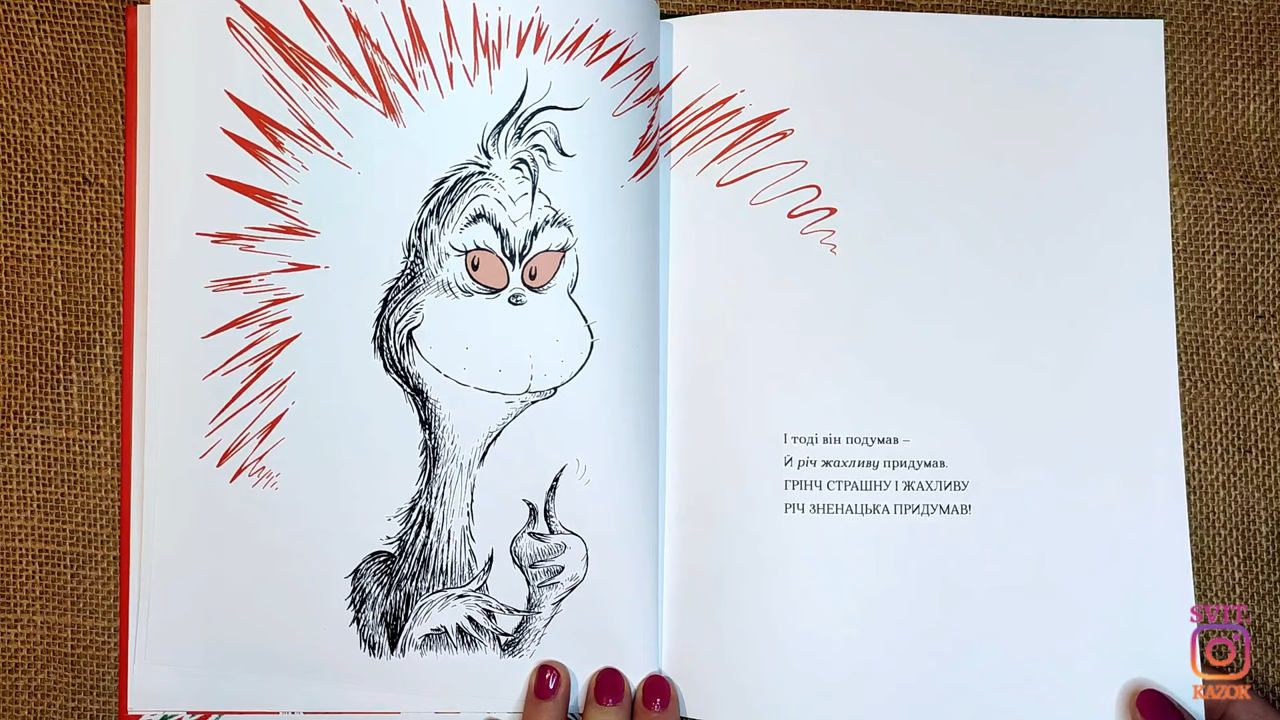 І тоді він подумав –
Й річ жахливу придумав.
ГРІНЧ СТРАШНУ І ЖАХЛИВУ
РІЧ ЗНЕНАЦЬКА ПРИДУМАВ!
SVIT
KAZOK